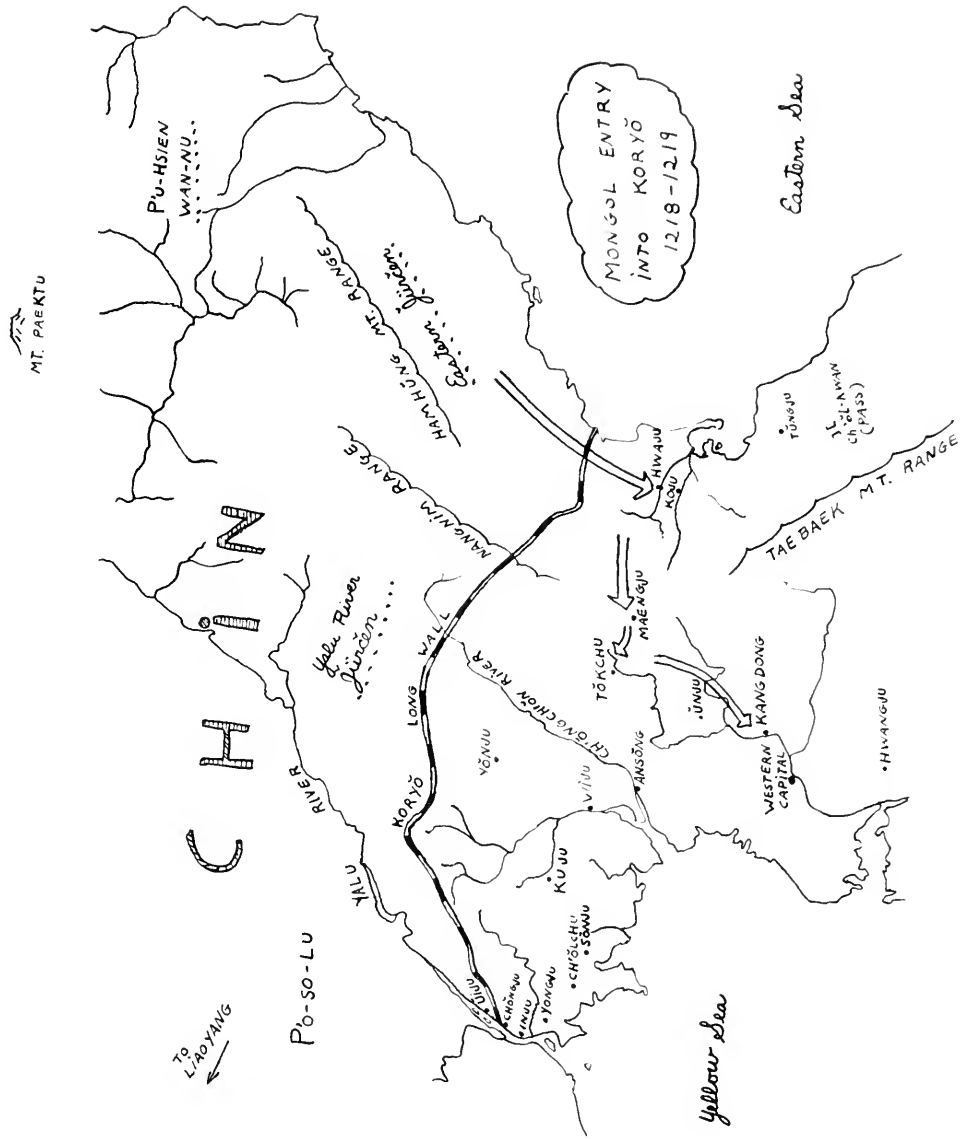 MONGOL ENTRY
INTO KORYŎ
1218-1219
MT. PAEKTU
P'U-HSIEN
WAN-NU
HAMHŬNG MT. RANGE
Eastern Jürčen
NANGNIM RANGE
CHIN
Yalu River
Jürčen
YALU RIVER
KORYŎ LONG WALL
P'O-SO-LU
TO
LIAOYANG
Eastern Sea
HWAJU
KOJU
TŬNGJU
CH'ŎL-KWAN
(PASS)
TAEBAEK MT. RANGE
MAENGJU
TŎKCHU
CH'ŎNGCH'ŎN RIVER
YŎNJU
ŬNJU
KANGDONG
WESTERN
CAPITAL
HWANGJU
ANSŎNG
WIJU
KUJU
CH'ŎLCHU
SŎNJU
UIJU
CHŎNGJU
INJU
YONGJU
Yellow Sea